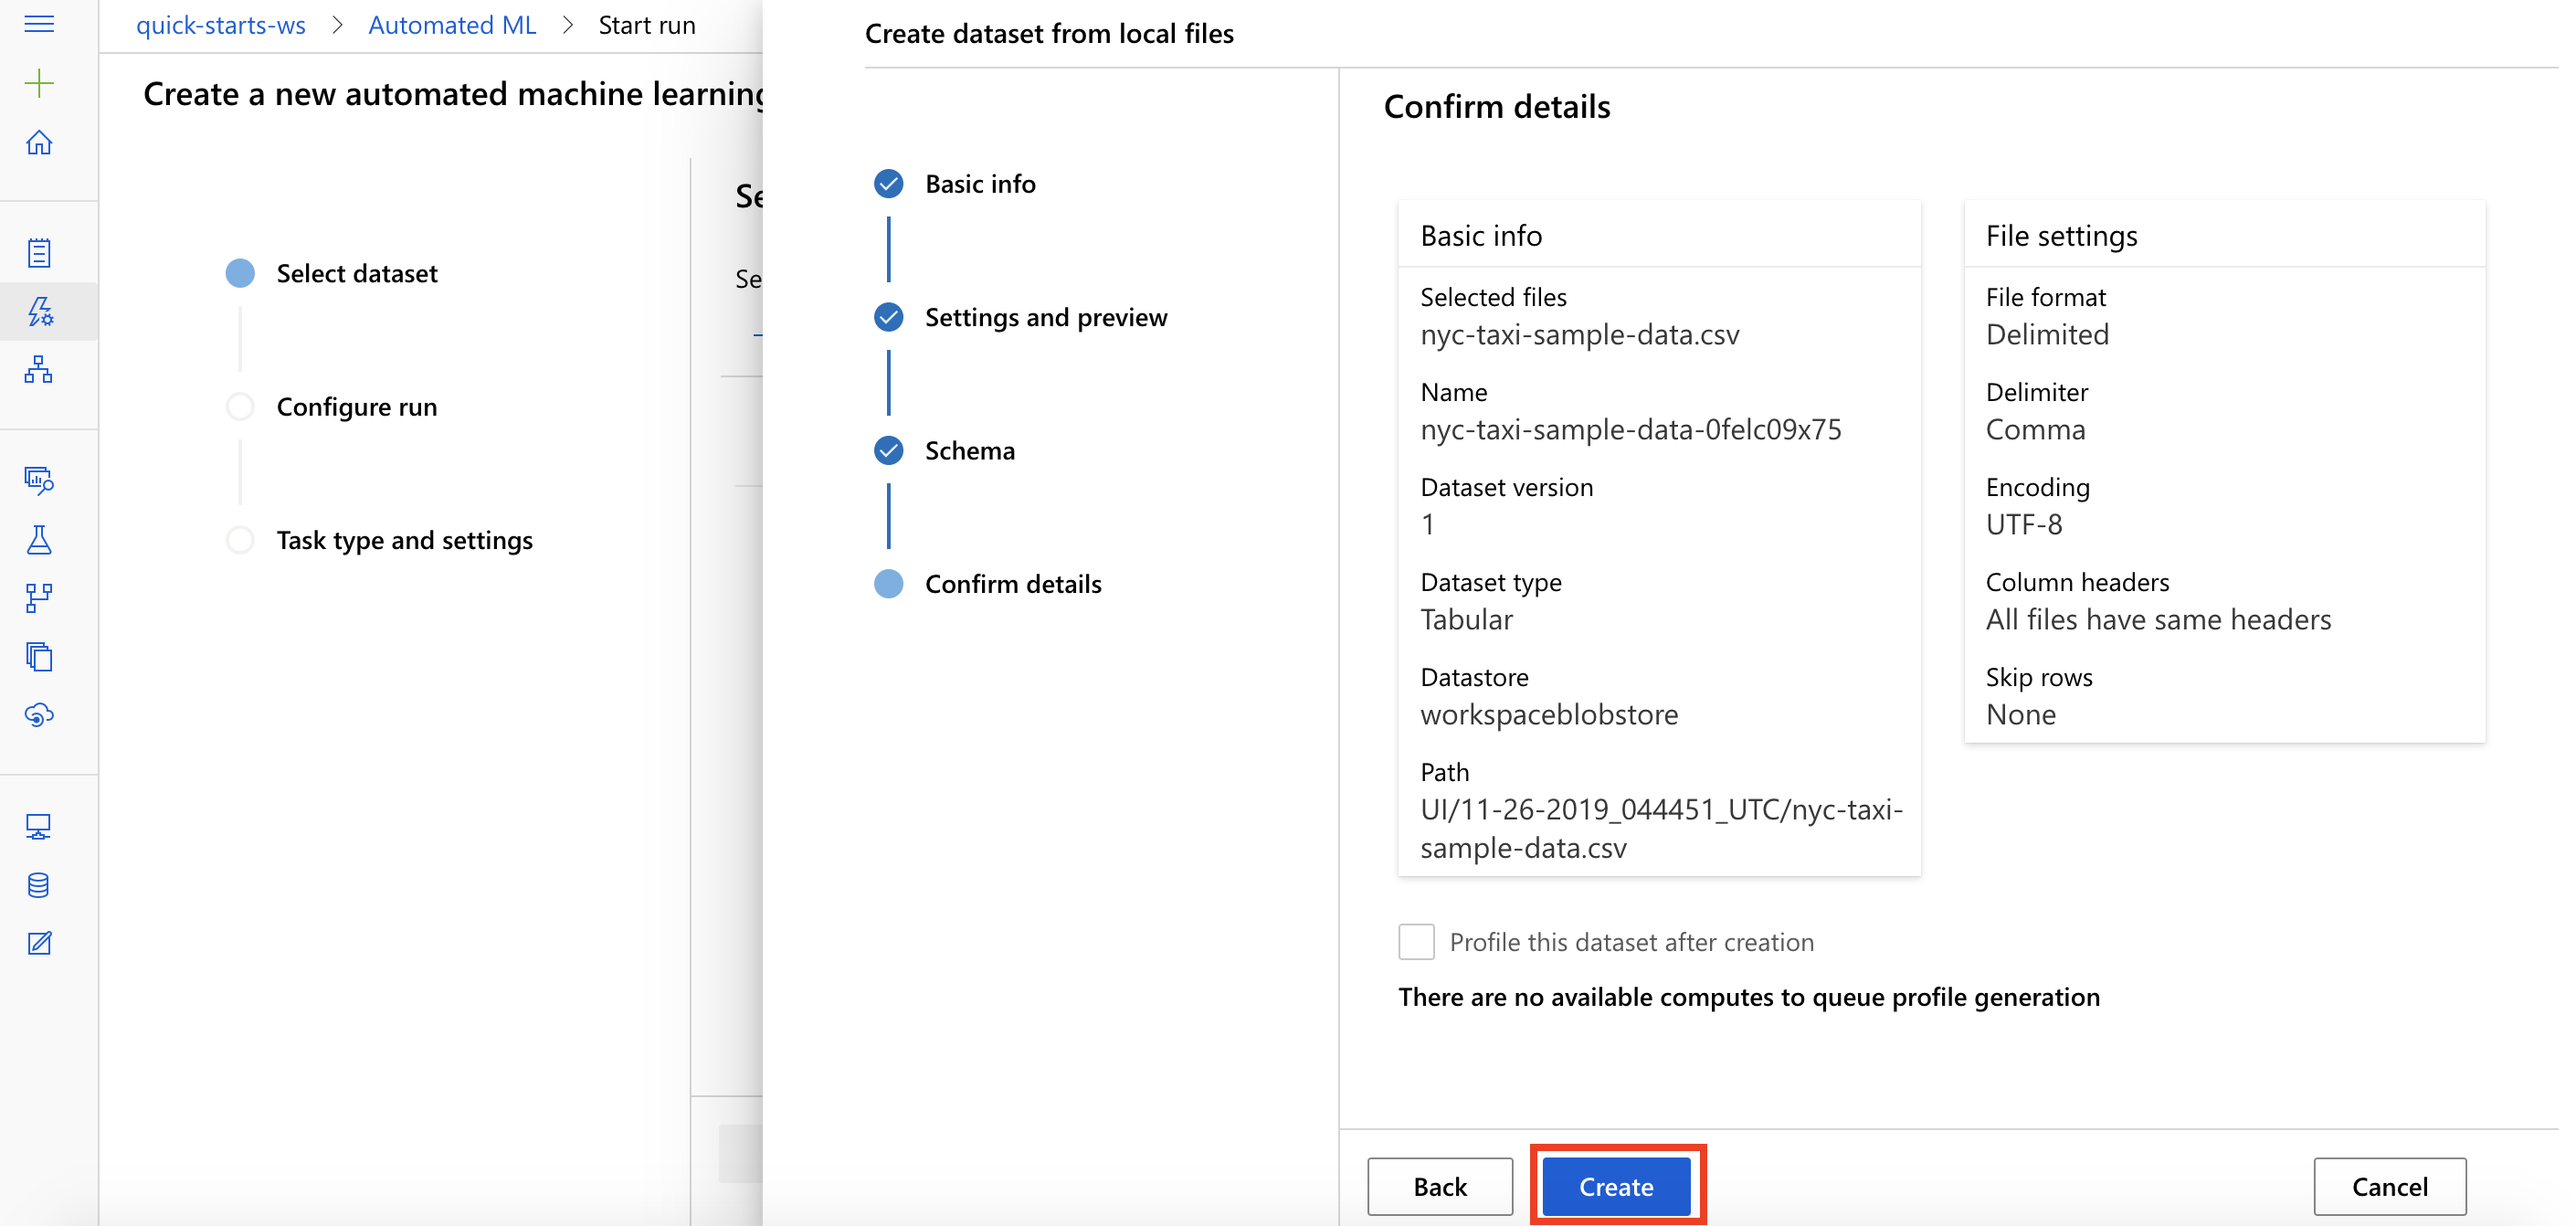 quick-starts-ws > Automated ML > Start run
Create a new automated machine learning
Select dataset
Configure run
Task type and settings
Se
Se
Create dataset from local files
Basic info
Settings and preview
Schema
Confirm details
Confirm details
Basic info
Selected files
nyc-taxi-sample-data.csv
Name
nyc-taxi-sample-data-0felc09x75
Dataset version
1
Dataset type
Tabular
Datastore
workspaceblobstore
Path
UI/11-26-2019_044451_UTC/nyc-taxi-
sample-data.csv
File settings
File format
Delimited
Delimiter
Comma
Encoding
UTF-8
Column headers
All files have same headers
Skip rows
None
Profile this dataset after creation
There are no available computes to queue profile generation
Back
Create
Cancel